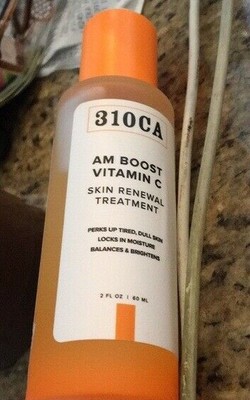 310CA
AM BOOST
VITAMIN C
SKIN RENEWAL
TREATMENT
PERKS UP TIRED, DULL SKIN
LOCKS IN MOISTURE
BALANCES & BRIGHTENS
2 FL OZ | 60 ML